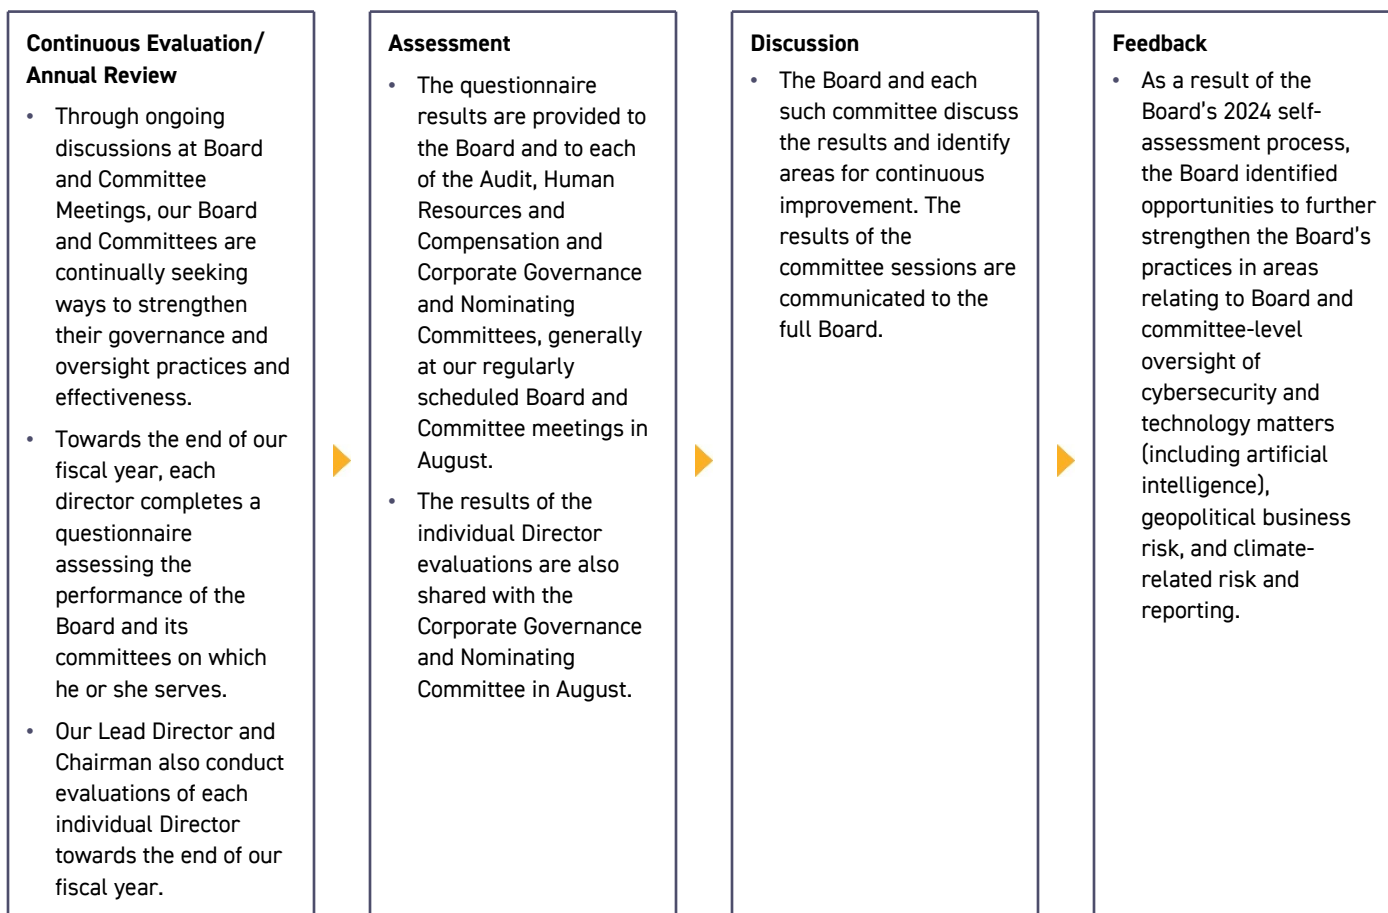 Continuous Evaluation/
Annual Review
• Through ongoing
discussions at Board
and Committee
Meetings, our Board
and Committees are
continually seeking
ways to strengthen
their governance and
oversight practices and
effectiveness.
• Towards the end of our
fiscal year, each
director completes a
questionnaire
assessing the
performance of the
Board and its
committees on which
he or she serves.
• Our Lead Director and
Chairman also conduct
evaluations of each
individual Director
towards the end of our
fiscal year.
Assessment
• The questionnaire
results are provided to
the Board and to each
of the Audit, Human
Resources and
Compensation and
Corporate Governance
and Nominating
Committees, generally
at our regularly
scheduled Board and
Committee meetings in
August.
• The results of the
individual Director
evaluations are also
shared with the
Corporate Governance
and Nominating
Committee in August.
Discussion
• The Board and each
such committee discuss
the results and identify
areas for continuous
improvement. The
results of the
committee sessions are
communicated to the
full Board.
Feedback
• As a result of the
Board's 2024 self-
assessment process,
the Board identified
opportunities to further
strengthen the Board's
practices in areas
relating to Board and
committee-level
oversight of
cybersecurity and
technology matters
(including artificial
intelligence),
geopolitical business
risk, and climate-
related risk and
reporting.